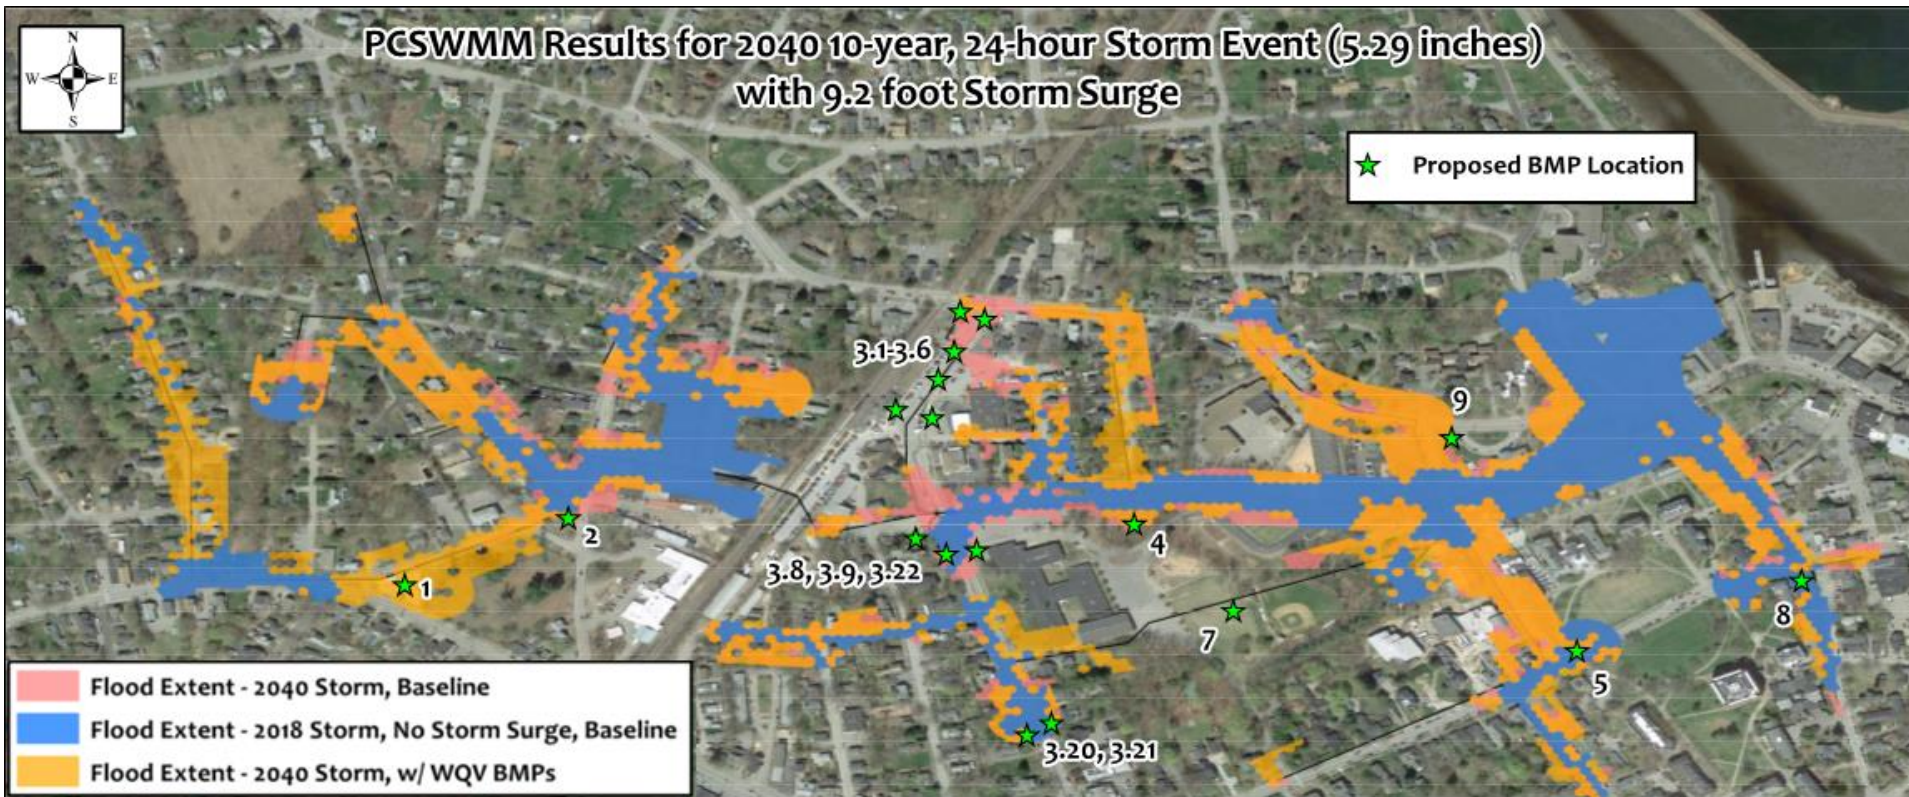 PCSWMM Results for 2040 10-year, 24-hour Storm Event (5.29 inches)
with 9.2 foot Storm Surge
N
W E
S
Proposed BMP Location
3.1-3.6
9
1
2
3.8, 3.9, 3.22
4
7
8
5
3.20, 3.21
Flood Extent - 2040 Storm, Baseline
Flood Extent - 2018 Storm, No Storm Surge, Baseline
Flood Extent - 2040 Storm, w/ WQV BMPs